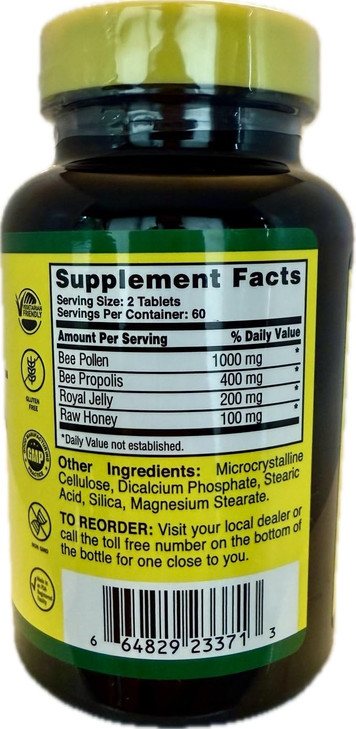 Supplement Facts
Serving Size: 2 Tablets
Servings Per Container: 60
Amount Per Serving % Daily Value
Bee Pollen 1000 mg *
Bee Propolis 400 mg *
Royal Jelly 200 mg *
Raw Honey 100 mg *
*Daily Value not established.
Other Ingredients: Microcrystalline
Cellulose, Dicalcium Phosphate, Stearic
Acid, Silica, Magnesium Stearate.
TO REORDER: Visit your local dealer or
call the toll free number on the bottom of
the bottle for one close to you.
6 64829 23371 3
VEGETARIAN
FRIENDLY
GLUTEN
FREE
GMP
NON GMO